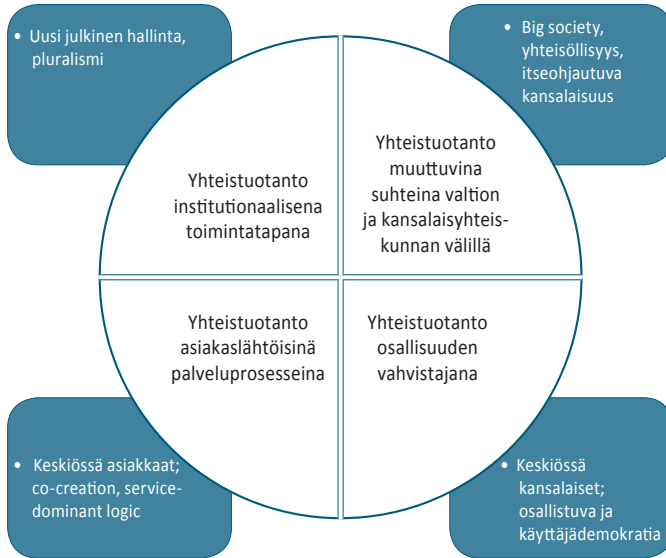 • Uusi julkinen hallinta,
pluralismi
• Big society,
yhteisöllisyys,
itseohjautuva
kansalaisuus
Yhteistuotanto
institutionaalisena
toimintatapana
Yhteistuotanto
muuttuvina
suhteina valtion
ja kansalaisyhteis-
kunnan välillä
Yhteistuotanto
asiakaslähtöisinä
palveluprosesseina
Yhteistuotanto
osallisuuden
vahvistajana
• Keskiössä asiakkaat;
co-creation, service-
dominant logic
• Keskiössä
kansalaiset;
osallistuva ja
käyttäjädemokratia